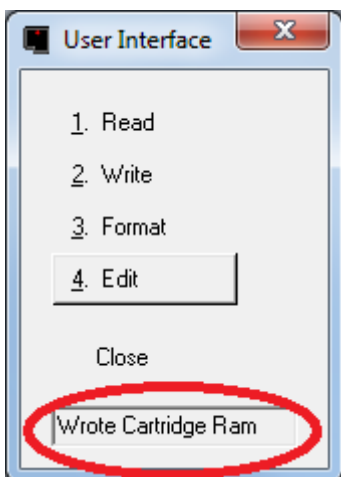 User Interface
1. Read
2. Write
3. Format
4. Edit
Close
Wrote Cartridge Ram